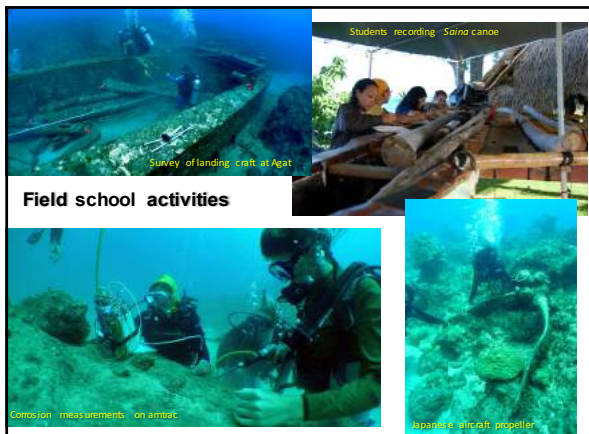 Students recording Saina canoe
Survey of landing craft at Agat
Field school activities
Corrosion measurements on amtrac
Japanese aircraft propeller